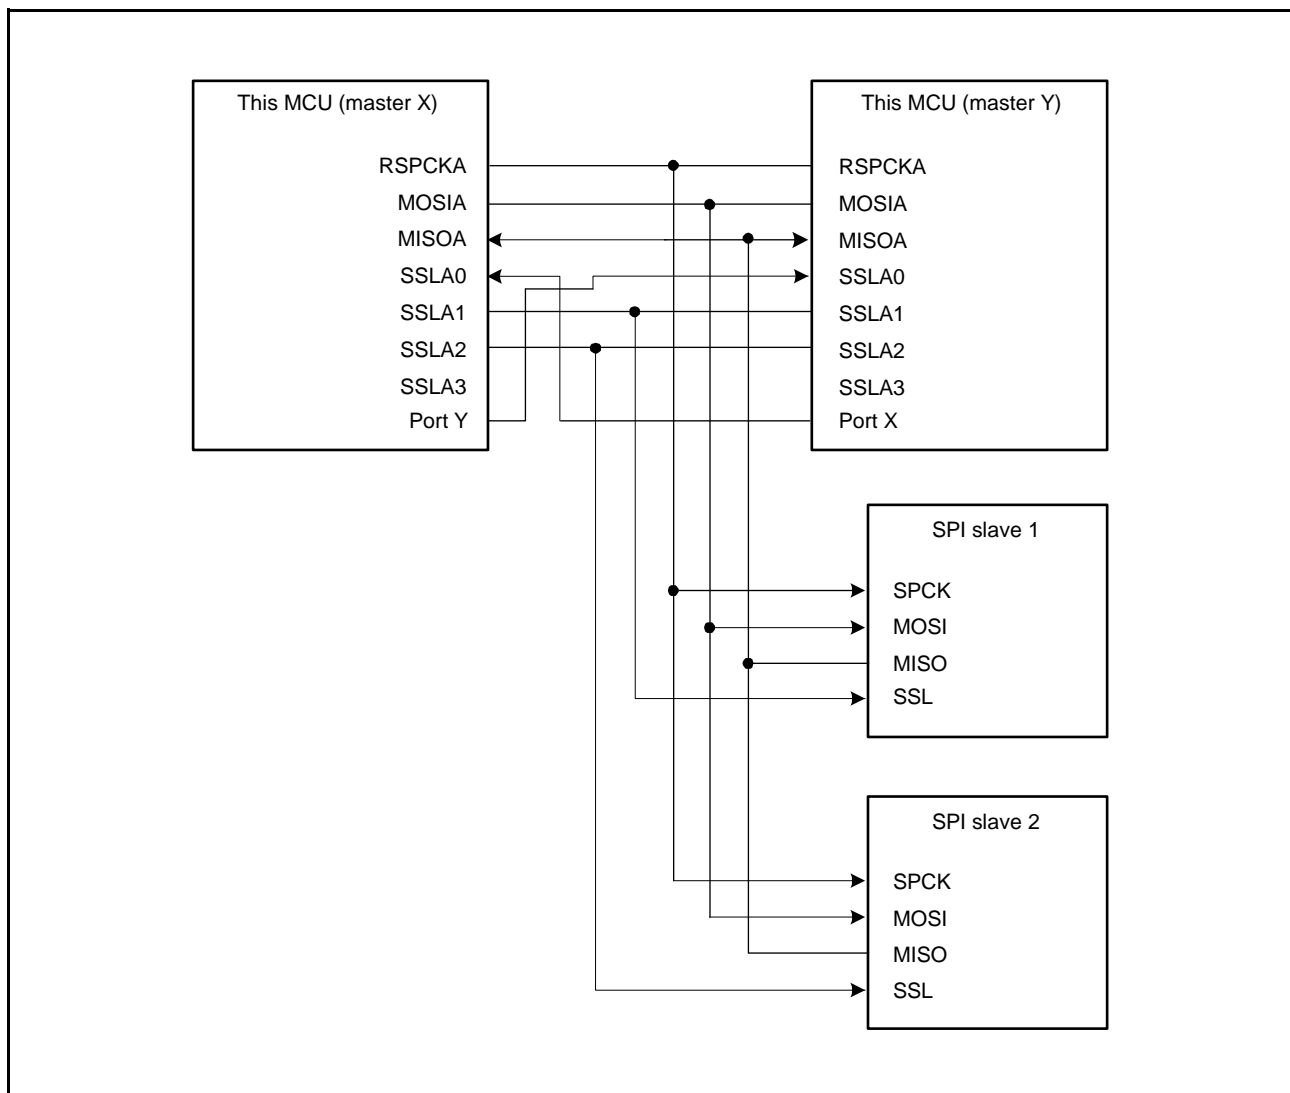 This MCU (master X)
RSPCKA
MOSIA
MISOA
SSLA0
SSLA1
SSLA2
SSLA3
Port Y
This MCU (master Y)
RSPCKA
MOSIA
MISOA
SSLA0
SSLA1
SSLA2
SSLA3
Port X
SPI slave 1
SPCK
MOSI
MISO
SSL
SPI slave 2
SPCK
MOSI
MISO
SSL